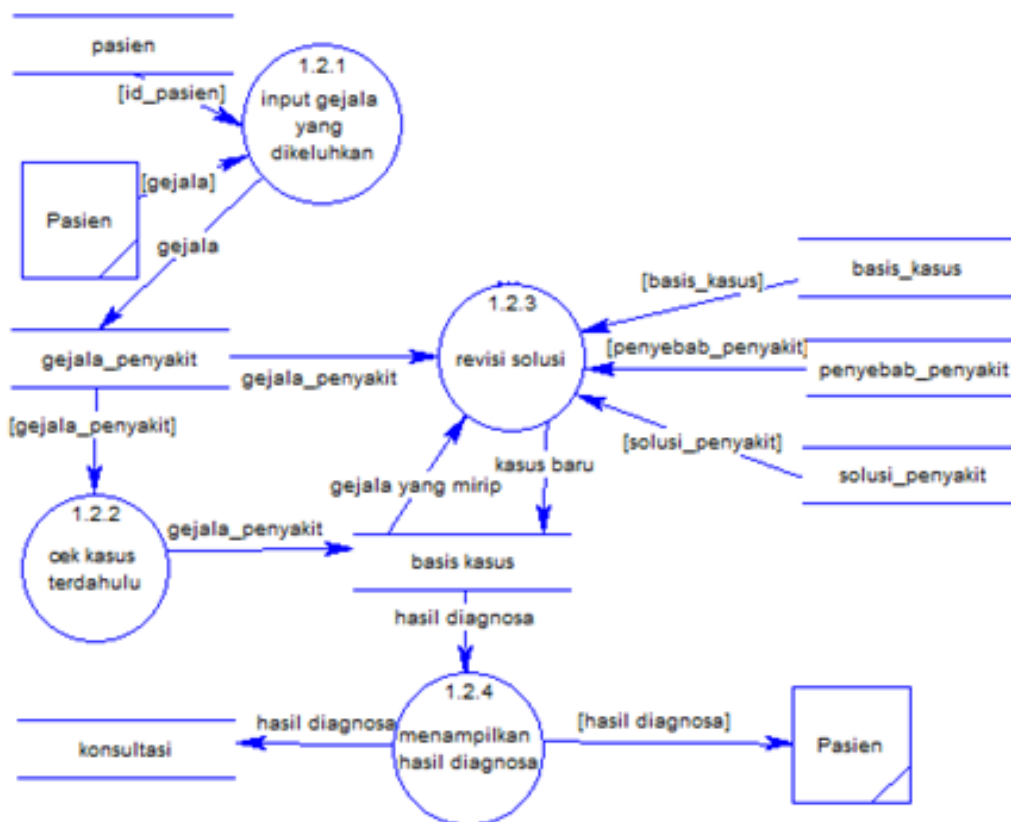 pasien
[id_pasien]
1.2.1
input gejala
yang
dikeluhkan
[gejala]
Pasien
gejala
gejala_penyakit
gejala_penyakit
[gejala_penyakit]
1.2.3
revisi solusi
[basis_kasus]
basis_kasus
[penyebab_penyakit]
penyebab_penyakit
[solusi_penyakit]
solusi_penyakit
kasus baru
gejala yang mirip
1.2.2
cek kasus
terdahulu
gejala_penyakit
basis kasus
hasil diagnosa
1.2.4
menampilkan
hasil diagnosa
hasil diagnosa
konsultasi
[hasil diagnosa]
Pasien